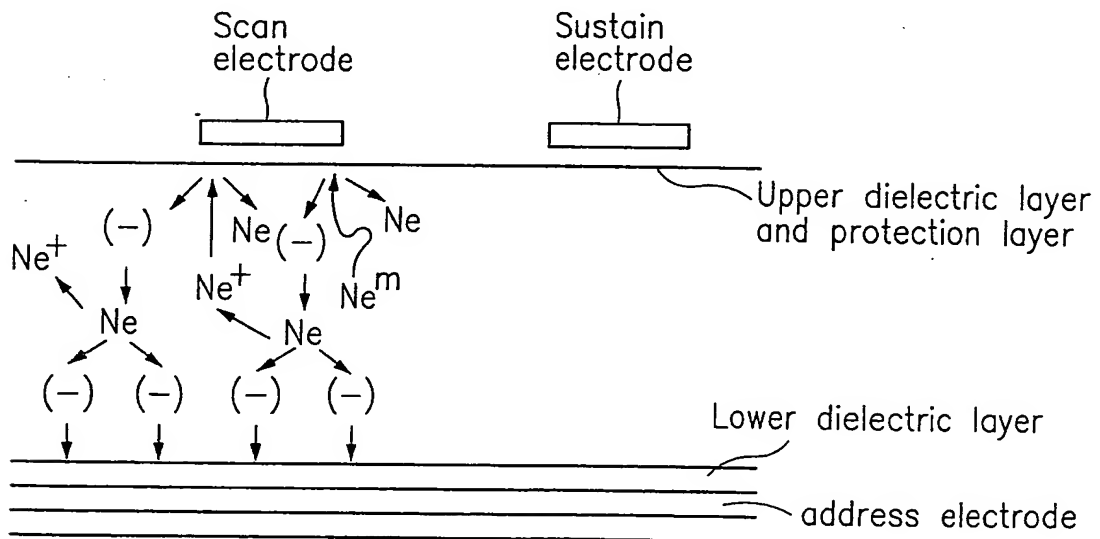 Scan
electrode
Sustain
electrode
Upper dielectric layer
and protection layer
(-)
Ne
(-)
Ne
Ne+
Ne+
Ne^m
Ne
Ne
(-)
(-)
(-)
(-)
Lower dielectric layer
address electrode